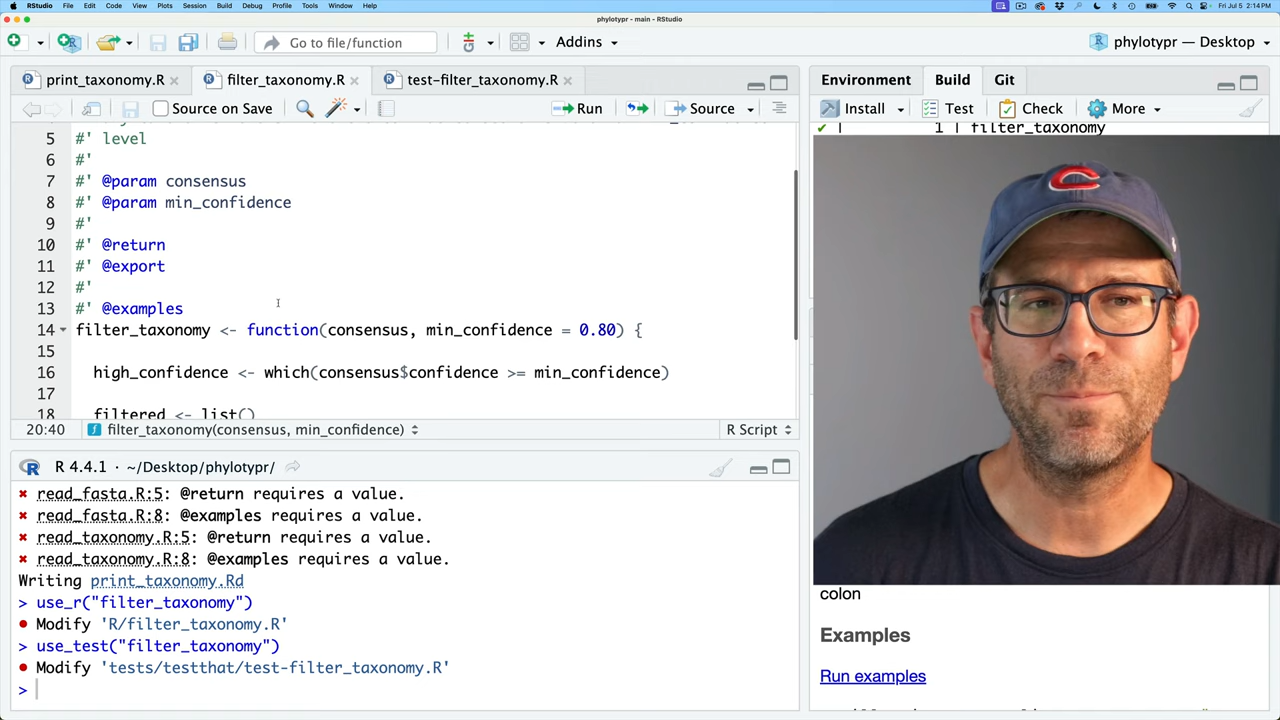 RStudio File Edit Code View Plots Session Build Debug Profile Tools Window Help
Fri Jul 5 2:14 PM
phylotypr - main - RStudio
Go to file/function
Addins
phylotypr — Desktop
print_taxonomy.R
filter_taxonomy.R
test-filter_taxonomy.R
Source on Save
Run
Source
5 #' level
6 #'
7 #' @param consensus
8 #' @param min_confidence
9 #'
10 #' @return
11 #' @export
12 #'
13 #' @examples
14 filter_taxonomy <- function(consensus, min_confidence = 0.80) {
15
16 high_confidence <- which(consensus$confidence >= min_confidence)
17
18 filtered <- list()
20:40 filter_taxonomy(consensus, min_confidence) R Script
R 4.4.1 · ~/Desktop/phylotypr/
✖ read_fasta.R:5: @return requires a value.
✖ read_fasta.R:8: @examples requires a value.
✖ read_taxonomy.R:5: @return requires a value.
✖ read_taxonomy.R:8: @examples requires a value.
Writing print_taxonomy.Rd
> use_r("filter_taxonomy")
● Modify 'R/filter_taxonomy.R'
> use_test("filter_taxonomy")
● Modify 'tests/testthat/test-filter_taxonomy.R'
>
Environment Build Git
Install Test Check More
✔ | 1 | filter_taxonomy
C
colon
Examples
Run examples